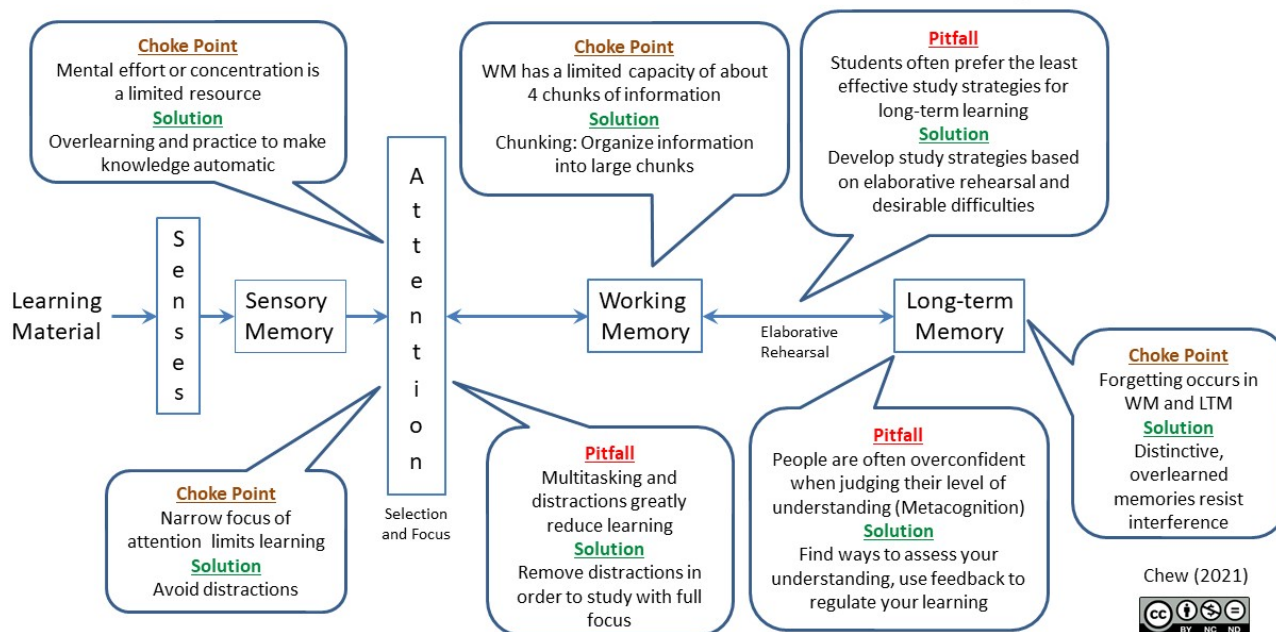 Choke Point
Mental effort or concentration is
a limited resource
Solution
Overlearning and practice to make
knowledge automatic
Choke Point
WM has a limited capacity of about
4 chunks of information
Solution
Chunking: Organize information
into large chunks
Pitfall
Students often prefer the least
effective study strategies for
long-term learning
Solution
Develop study strategies based
on elaborative rehearsal and
desirable difficulties
Learning
Material
Senses
Sensory
Memory
Attention
Selection
and Focus
Working
Memory
Elaborative
Rehearsal
Long-term
Memory
Choke Point
Narrow focus of
attention limits learning
Solution
Avoid distractions
Pitfall
Multitasking and
distractions greatly
reduce learning
Solution
Remove distractions in
order to study with full
focus
Pitfall
People are often overconfident
when judging their level of
understanding (Metacognition)
Solution
Find ways to assess your
understanding, use feedback to
regulate your learning
Choke Point
Forgetting occurs in
WM and LTM
Solution
Distinctive,
overlearned
memories resist
interference
Chew (2021)
cc
BY NC ND